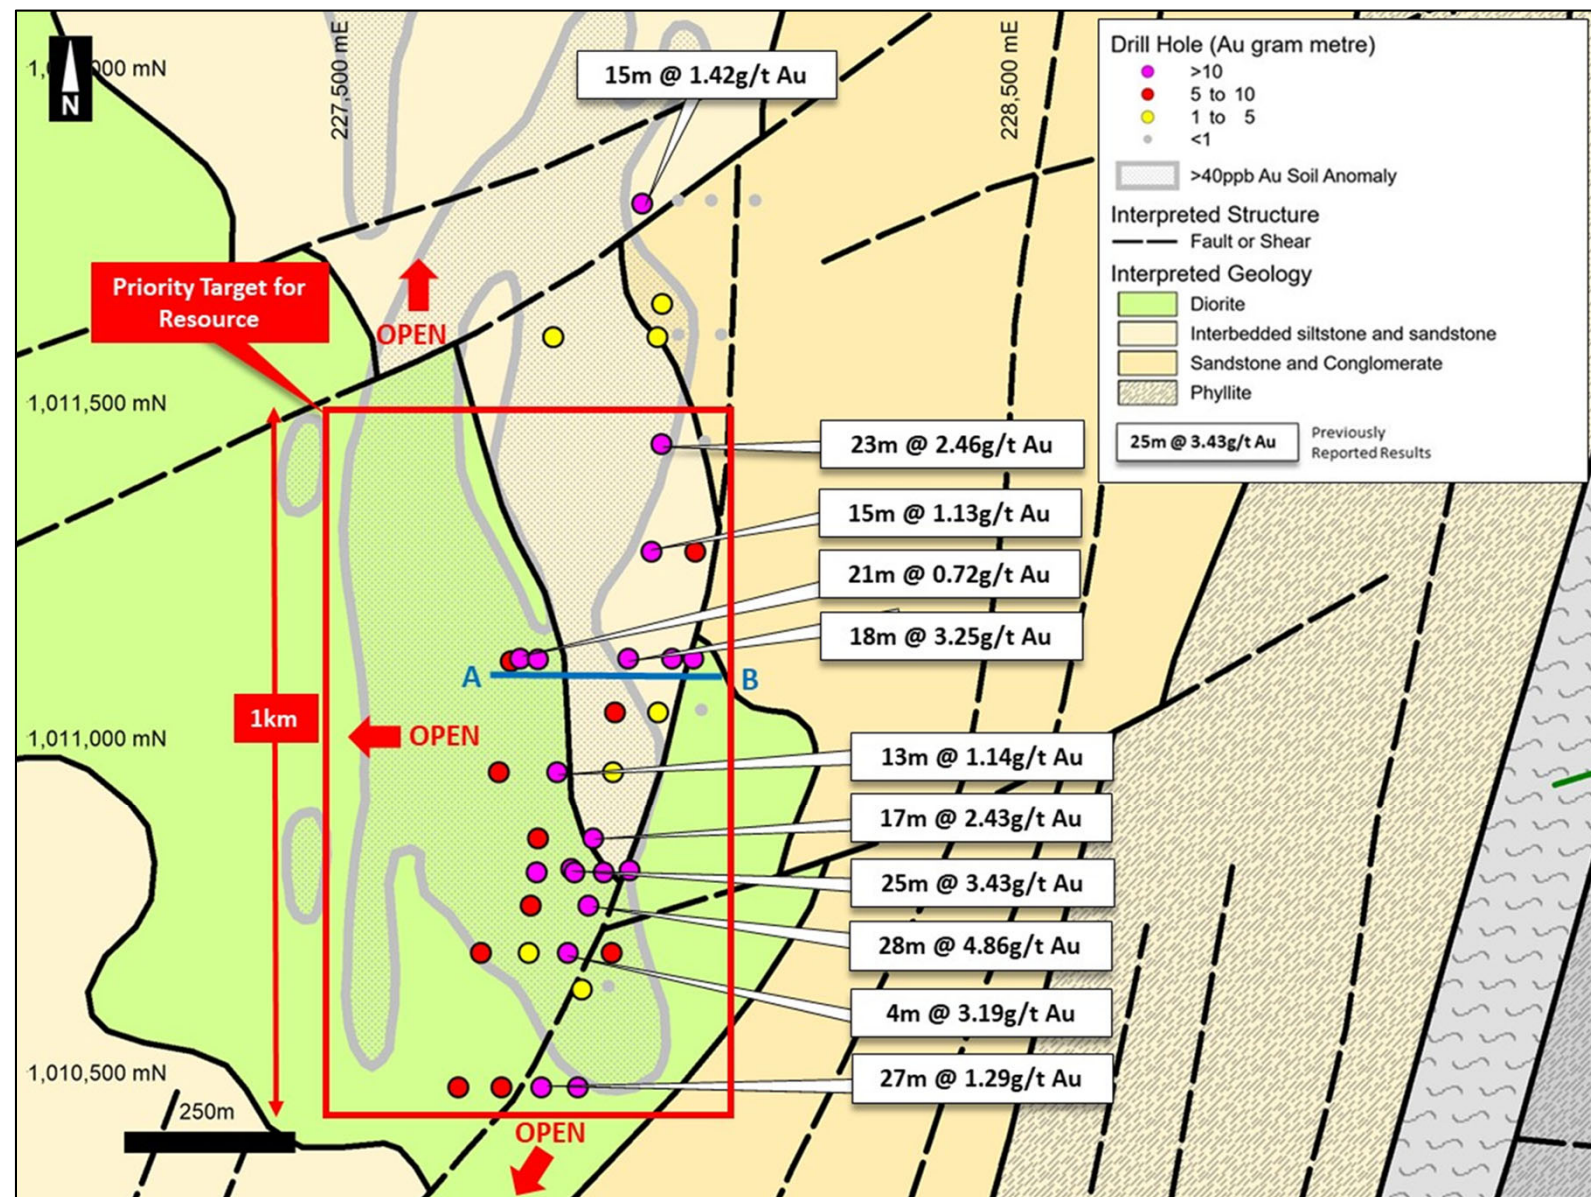 1,0 000 mN
N
227,500 mE
228,500 mE
15m @ 1.42g/t Au
Drill Hole (Au gram metre)
>10
5 to 10
1 to 5
<1
>40ppb Au Soil Anomaly
Interpreted Structure
Fault or Shear
Interpreted Geology
Diorite
Interbedded siltstone and sandstone
Sandstone and Conglomerate
Phyllite
25m @ 3.43g/t Au
Previously
Reported Results
Priority Target for
Resource
OPEN
1,011,500 mN
23m @ 2.46g/t Au
15m @ 1.13g/t Au
21m @ 0.72g/t Au
18m @ 3.25g/t Au
A
B
1km
OPEN
1,011,000 mN
13m @ 1.14g/t Au
17m @ 2.43g/t Au
25m @ 3.43g/t Au
28m @ 4.86g/t Au
4m @ 3.19g/t Au
1,010,500 mN
27m @ 1.29g/t Au
250m
OPEN